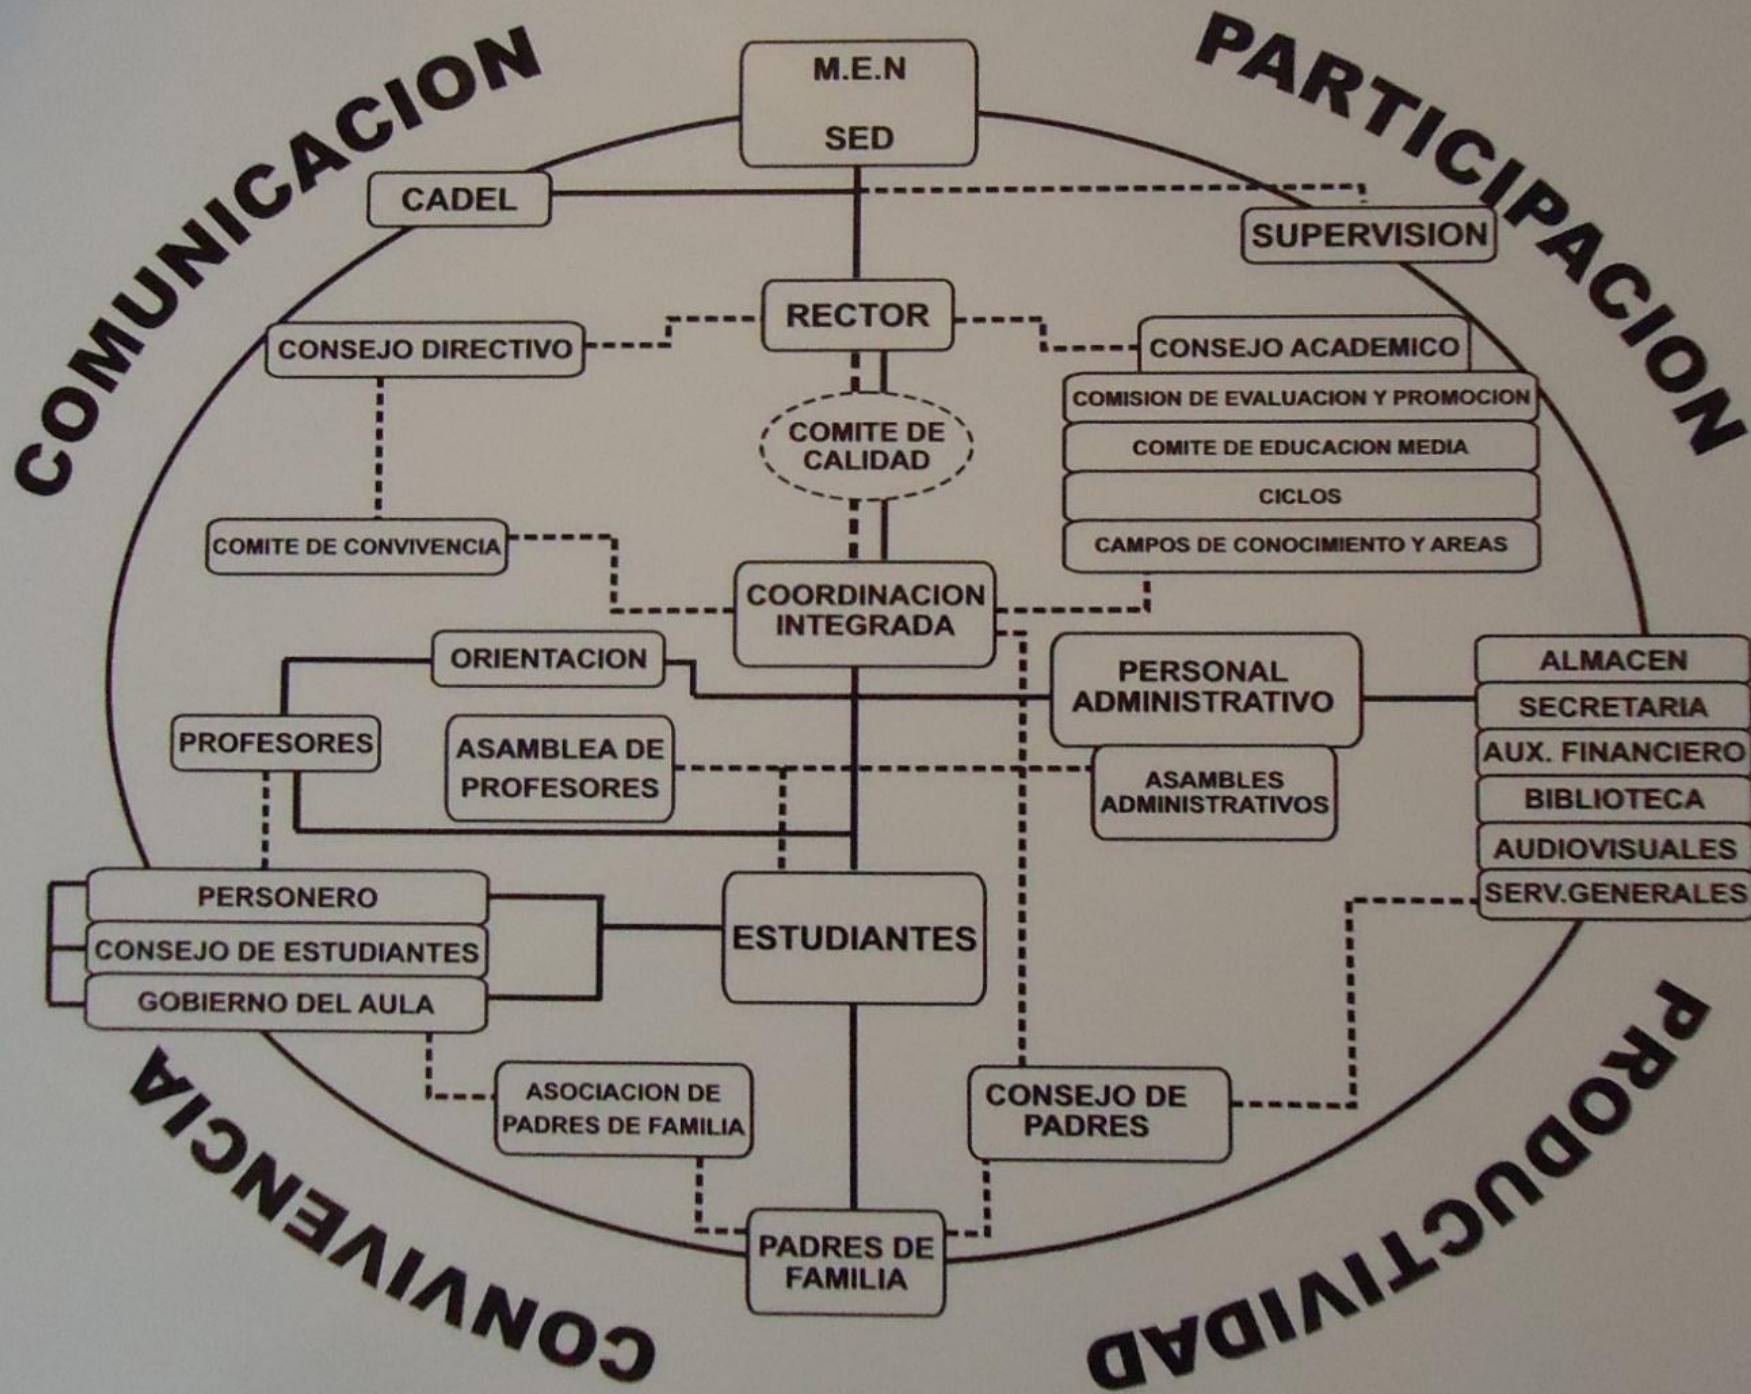 COMUNICACION
PARTICIPACION
M.E.N
SED
CADEL
SUPERVISION
RECTOR
CONSEJO DIRECTIVO
CONSEJO ACADEMICO
COMISION DE EVALUACION Y PROMOCION
COMITE DE EDUCACION MEDIA
CICLOS
CAMPOS DE CONOCIMIENTO Y AREAS
COMITE DE
CALIDAD
COMITE DE CONVIVENCIA
COORDINACION
INTEGRADA
ORIENTACION
PERSONAL
ADMINISTRATIVO
ALMACEN
SECRETARIA
AUX. FINANCIERO
BIBLIOTECA
AUDIOVISUALES
SERV.GENERALES
PROFESORES
ASAMBLEA DE
PROFESORES
ASAMBLES
ADMINISTRATIVOS
PERSONERO
CONSEJO DE ESTUDIANTES
GOBIERNO DEL AULA
ESTUDIANTES
ASOCIACION DE
PADRES DE FAMILIA
CONSEJO DE
PADRES
PADRES DE
FAMILIA
CONVIVENCIA
PRODUCTIVIDAD